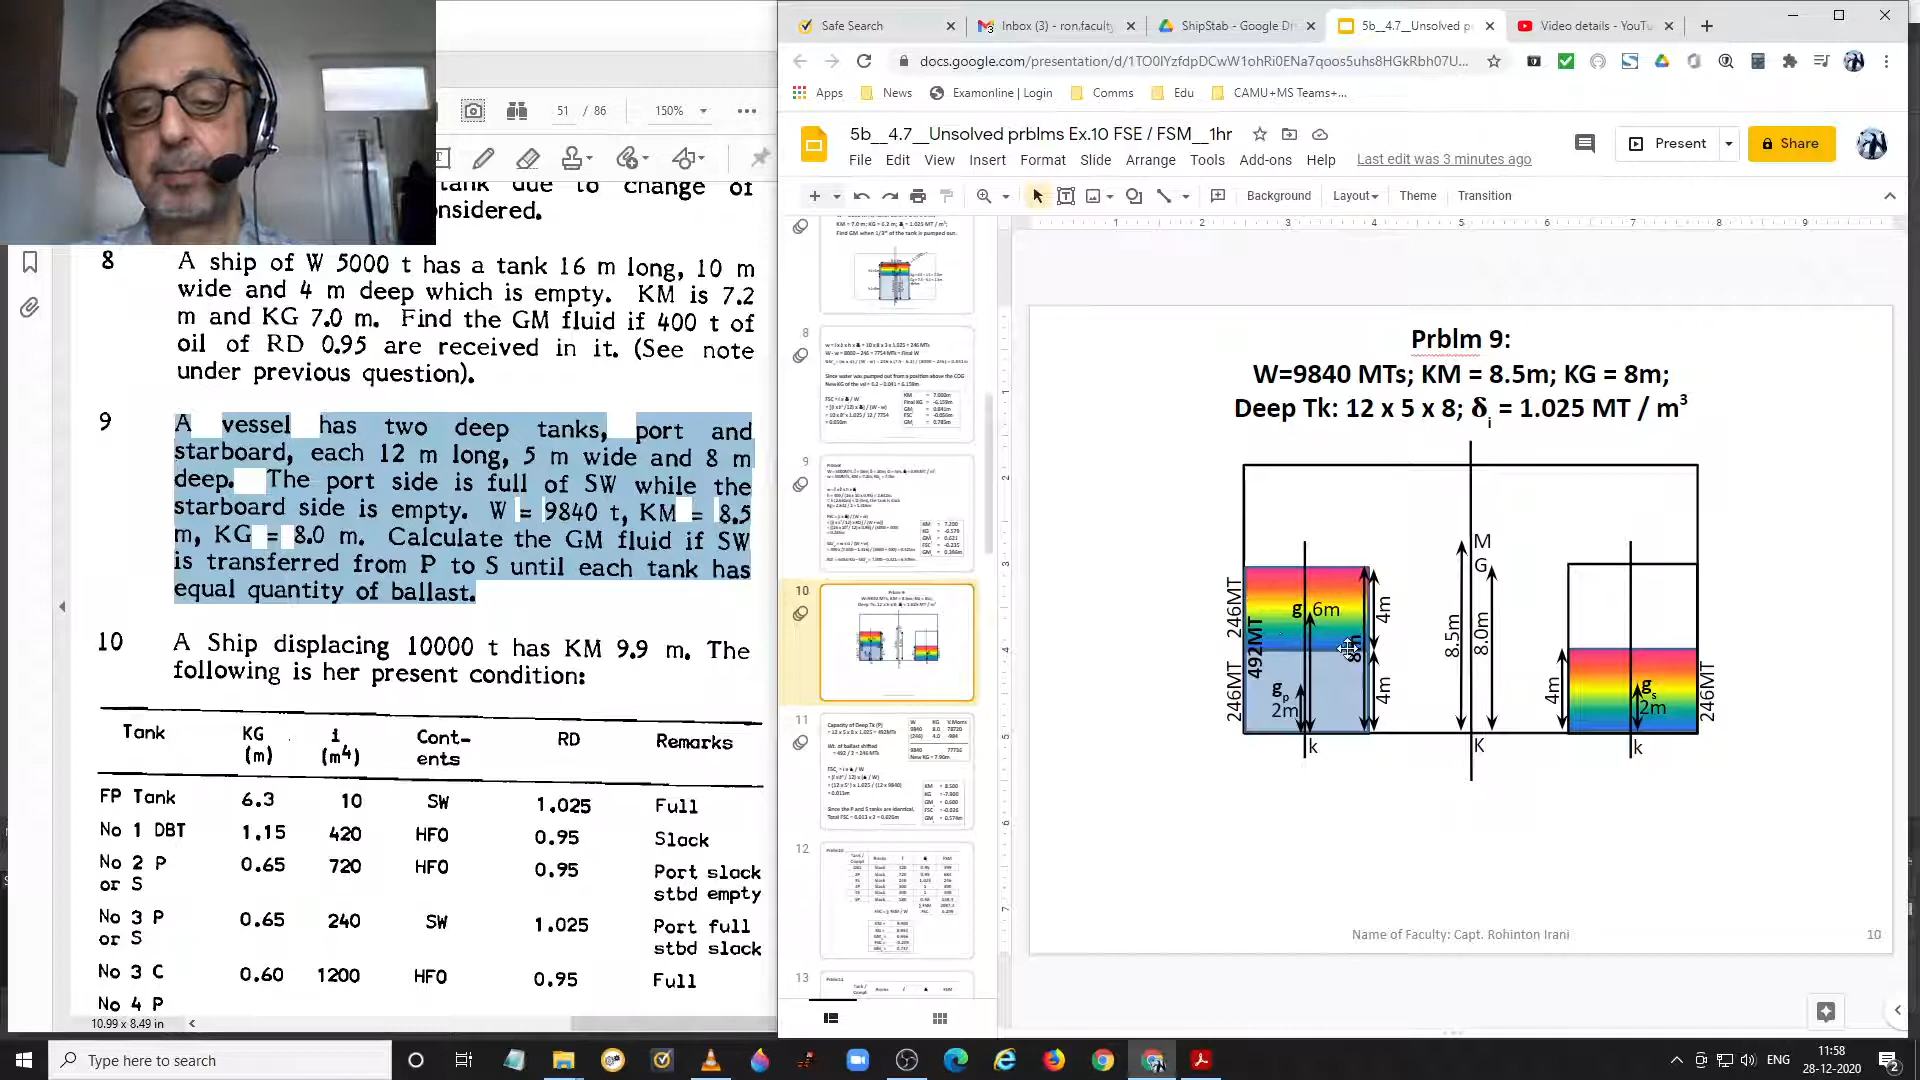 Safe Search
Inbox (3) - ron.faculty
ShipStab - Google Dr
5b__4.7__Unsolved p
Video details - YouTu
docs.google.com/presentation/d/1TO0lYzfdpDCwW1ohRi0ENa7qoos5uhs8HGkRbh07U...
Apps
News
Examonline | Login
Comms
Edu
CAMU+MS Teams+...
5b__4.7__Unsolved prblms Ex.10 FSE / FSM__1hr
Present
Share
File Edit View Insert Format Slide Arrange Tools Add-ons Help Last edit was 3 minutes ago
Background Layout Theme Transition
51 / 86
150%
tank due to change of
nsidered.
8 A ship of W 5000 t has a tank 16 m long, 10 m
wide and 4 m deep which is empty. KM is 7.2
m and KG 7.0 m. Find the GM fluid if 400 t of
oil of RD 0.95 are received in it. (See note
under previous question).
9 A vessel has two deep tanks, port and
starboard, each 12 m long, 5 m wide and 8 m
deep. The port side is full of SW while the
starboard side is empty. W = 9840 t, KM = 8.5
m, KG = 8.0 m. Calculate the GM fluid if SW
is transferred from P to S until each tank has
equal quantity of ballast.
10 A Ship displacing 10000 t has KM 9.9 m. The
following is her present condition:
Tank KG (m) i (m⁴) Cont-ents RD Remarks
FP Tank 6.3 10 SW 1.025 Full
No 1 DBT 1.15 420 HFO 0.95 Slack
No 2 P or S 0.65 720 HFO 0.95 Port slack stbd empty
No 3 P or S 0.65 240 SW 1.025 Port full stbd slack
No 3 C 0.60 1200 HFO 0.95 Full
No 4 P
10.99 x 8.49 in
8
9
10
11
12
13
Prblm 9:
W=9840 MTs; KM = 8.5m; KG = 8m;
Deep Tk: 12 x 5 x 8; δi = 1.025 MT / m³
246MT
492MT
246MT
g 6m
8m
4m
4m
gp
2m
k
M
G
8.5m
8.0m
K
4m
gs
2m
246MT
k
Name of Faculty: Capt. Rohinton Irani
10
Type here to search
ENG
11:58
28-12-2020
2